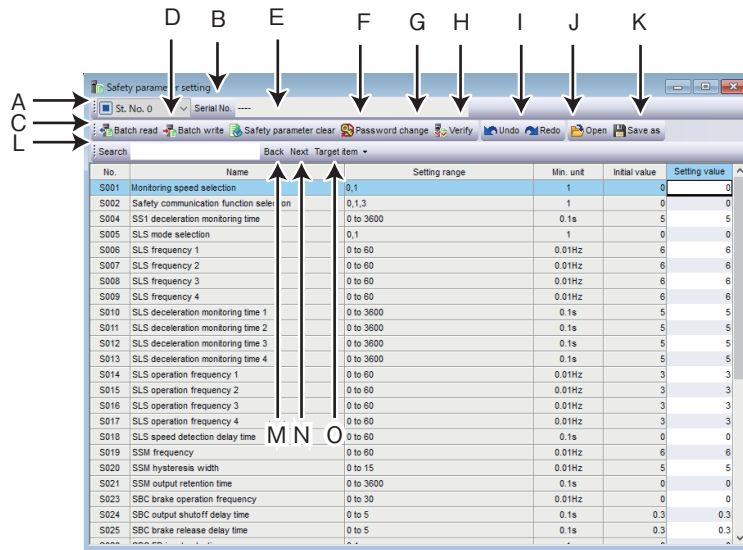 D B E F G H I J K
Safety parameter setting
A St. No. 0 Serial No. ----
C Batch read Batch write Safety parameter clear Password change Verify Undo Redo Open Save as
L Search Back Next Target item
No. Name Setting range Min. unit Initial value Setting value
S001 Monitoring speed selection 0,1 1 0 0
S002 Safety communication function selection 0,1,3 1 0 0
S004 SS1 deceleration monitoring time 0 to 3600 0.1s 5 5
S005 SLS mode selection 0,1 1 0 0
S006 SLS frequency 1 0 to 60 0.01Hz 6 6
S007 SLS frequency 2 0 to 60 0.01Hz 6 6
S008 SLS frequency 3 0 to 60 0.01Hz 6 6
S009 SLS frequency 4 0 to 60 0.01Hz 6 6
S010 SLS deceleration monitoring time 1 0 to 3600 0.1s 5 5
S011 SLS deceleration monitoring time 2 0 to 3600 0.1s 5 5
S012 SLS deceleration monitoring time 3 0 to 3600 0.1s 5 5
S013 SLS deceleration monitoring time 4 0 to 3600 0.1s 5 5
S014 SLS operation frequency 1 0 to 60 0.01Hz 3 3
S015 SLS operation frequency 2 0 to 60 0.01Hz 3 3
S016 SLS operation frequency 3 0 to 60 0.01Hz 3 3
S017 SLS operation frequency 4 0 to 60 0.01Hz 3 3
S018 SLS speed detection delay time 0 to 60 0.1s 0 0
M N O
S019 SSM frequency 0 to 60 0.01Hz 6 6
S020 SSM hysteresis width 0 to 15 0.01Hz 5 5
S021 SSM output retention time 0 to 3600 0.1s 0 0
S023 SBC brake operation frequency 0 to 30 0.01Hz 0 0
S024 SBC output shutoff delay time 0 to 5 0.1s 0.3 0.3
S025 SBC brake release delay time 0 to 5 0.1s 0.3 0.3